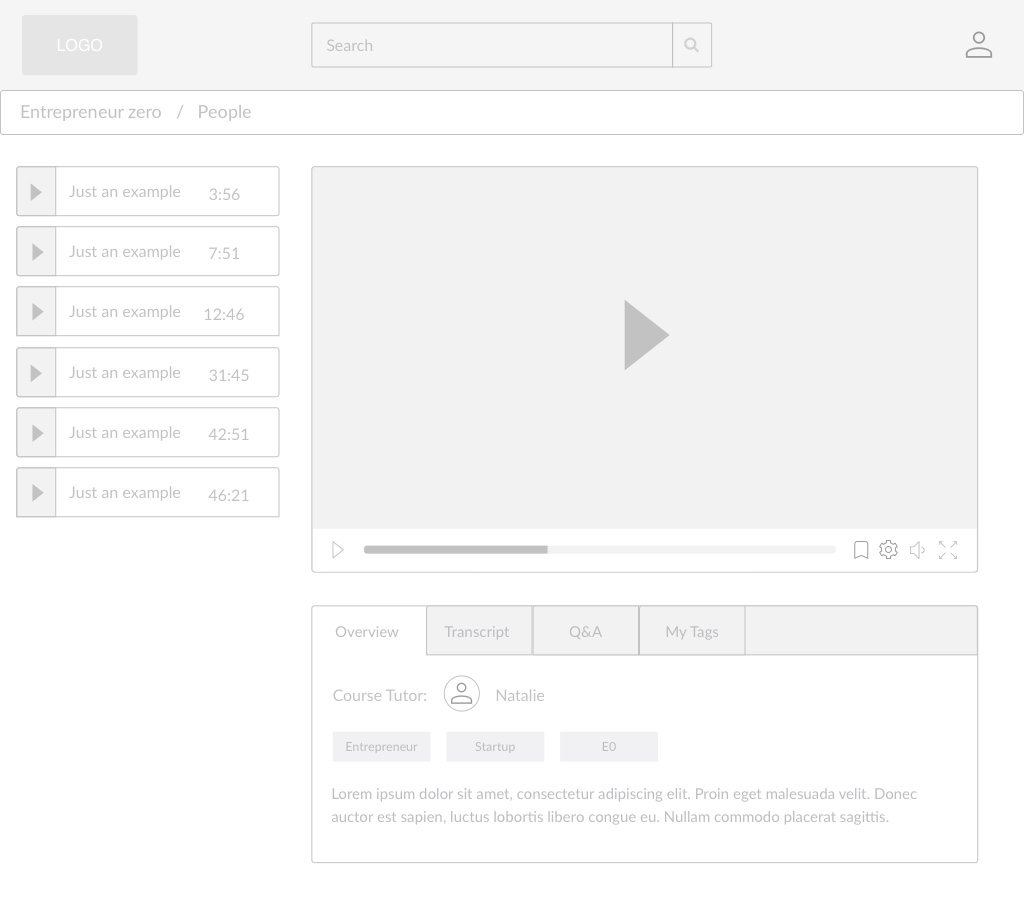 LOGO
Search
Entrepreneur zero / People
Just an example 3:56
Just an example 7:51
Just an example 12:46
Just an example 31:45
Just an example 42:51
Just an example 46:21
Overview Transcript Q&A My Tags
Course Tutor: Natalie
Entrepreneur Startup E0
Lorem ipsum dolor sit amet, consectetur adipiscing elit. Proin eget malesuada velit. Donec
auctor est sapien, luctus lobortis libero congue eu. Nullam commodo placerat sagittis.